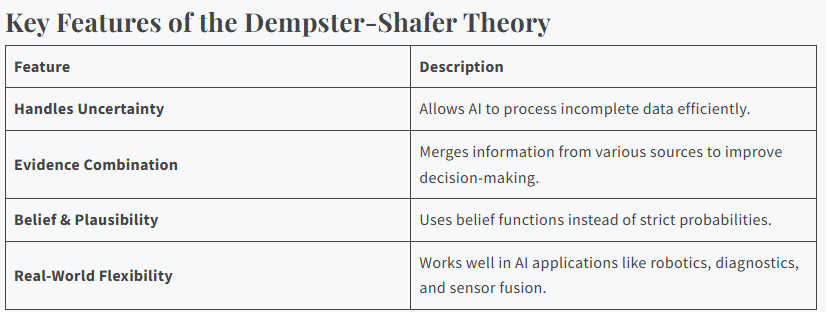 Key Features of the Dempster-Shafer Theory
Feature
Description
Handles Uncertainty
Allows AI to process incomplete data efficiently.
Evidence Combination
Merges information from various sources to improve
decision-making.
Belief & Plausibility
Uses belief functions instead of strict probabilities.
Real-World Flexibility
Works well in AI applications like robotics, diagnostics,
and sensor fusion.